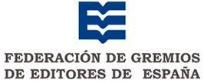 FEDERACIÓN DE GREMIOS
DE EDITORES DE ESPAÑA